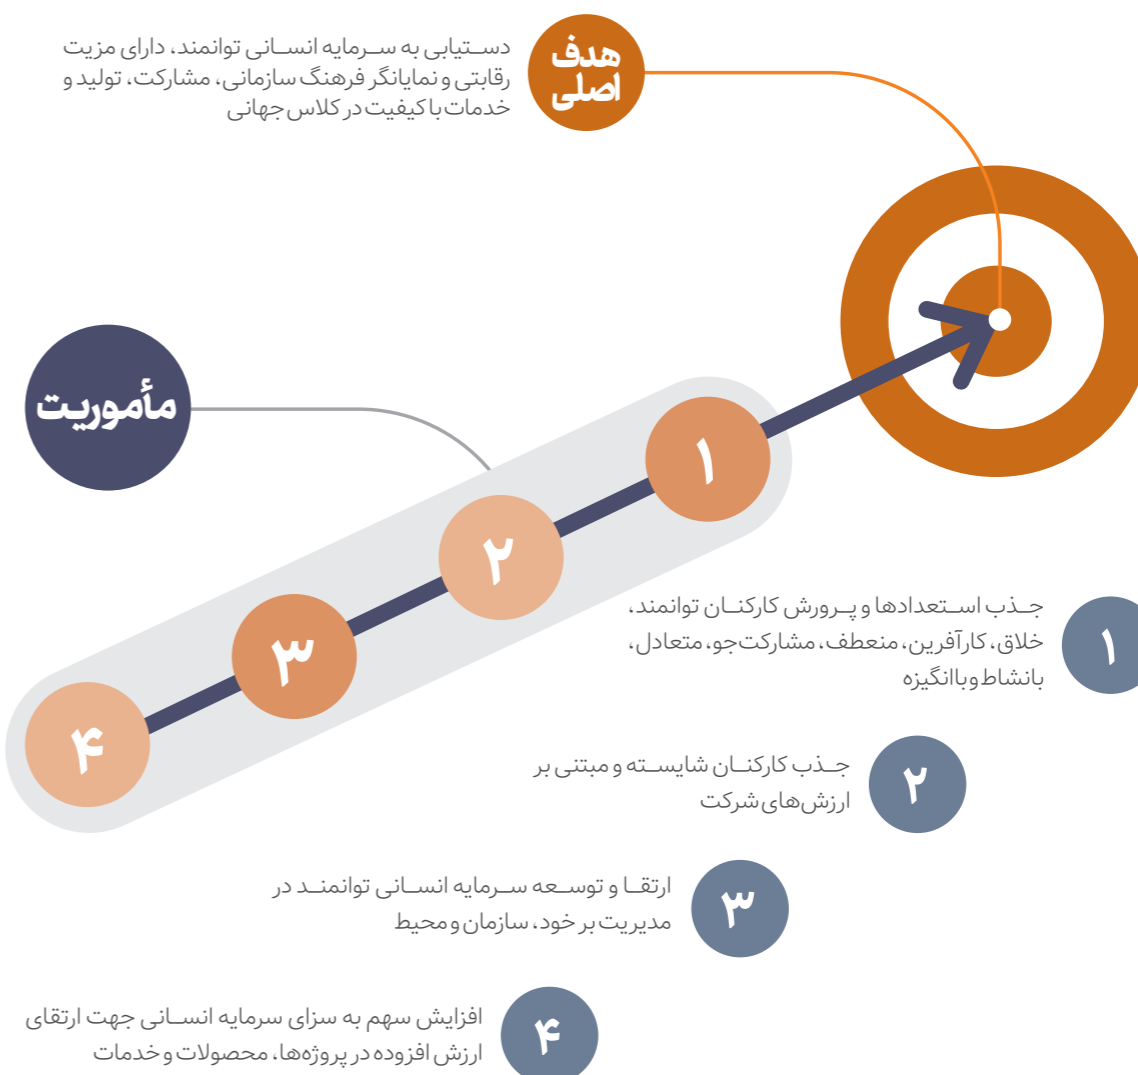 هدف
اصلی
دستیابی به سرمایه انسانی توانمند، دارای مزیت
رقابتی و نمایانگر فرهنگ سازمانی، مشارکت، تولید و
خدمات با کیفیت در کلاس جهانی
مأموریت
۱
۲
۳
۴
۱
جذب استعدادها و پرورش کارکنان توانمند،
خلاق، کارآفرین، منعطف، مشارکت‌جو، متعادل،
بانشاط و باانگیزه
۲
جذب کارکنان شایسته و مبتنی بر
ارزش‌های شرکت
۳
ارتقا و توسعه سرمایه انسانی توانمند در
مدیریت بر خود، سازمان و محیط
۴
افزایش سهم به سزای سرمایه انسانی جهت ارتقای
ارزش افزوده در پروژه‌ها، محصولات و خدمات